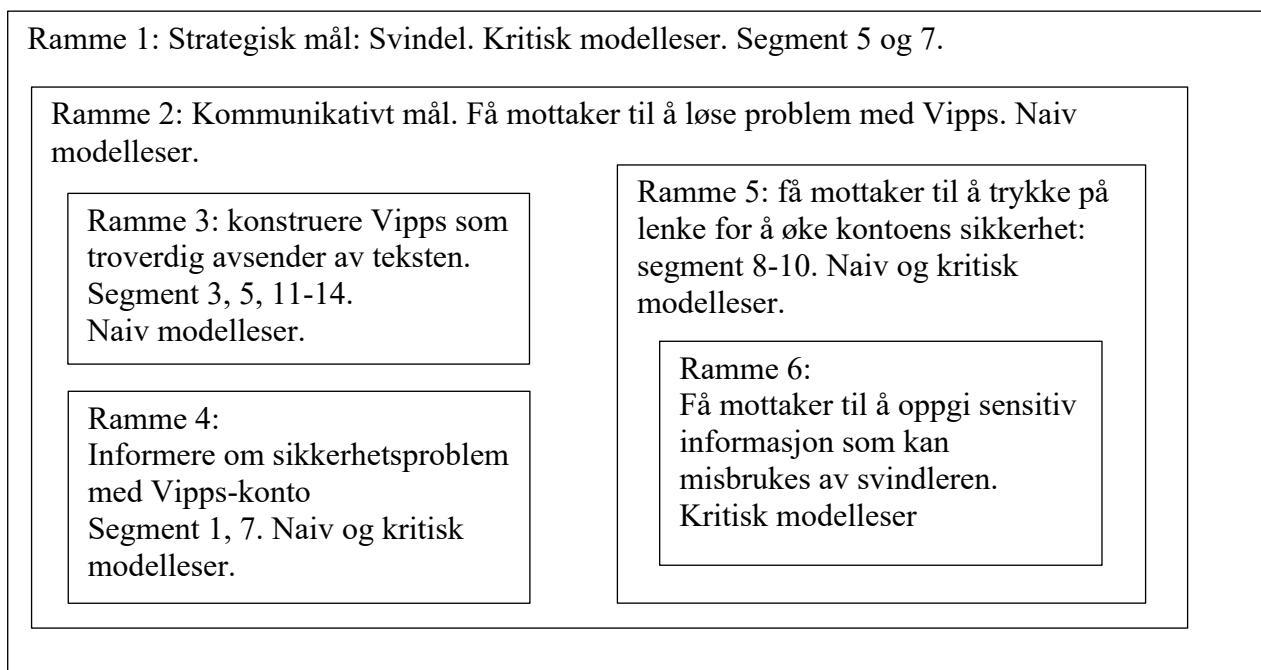 Ramme 1: Strategisk mål: Svindel. Kritisk modelleser. Segment 5 og 7.
Ramme 2: Kommunikativt mål. Få mottaker til å løse problem med Vipps. Naiv
modelleser.
Ramme 3: konstruere Vipps som
troverdig avsender av teksten.
Segment 3, 5, 11-14.
Naiv modelleser.
Ramme 4:
Informere om sikkerhetsproblem
med Vipps-konto
Segment 1, 7. Naiv og kritisk
modelleser.
Ramme 5: få mottaker til å trykke på
lenke for å øke kontoens sikkerhet:
segment 8-10. Naiv og kritisk
modelleser.
Ramme 6:
Få mottaker til å oppgi sensitiv
informasjon som kan
misbrukes av svindleren.
Kritisk modelleser